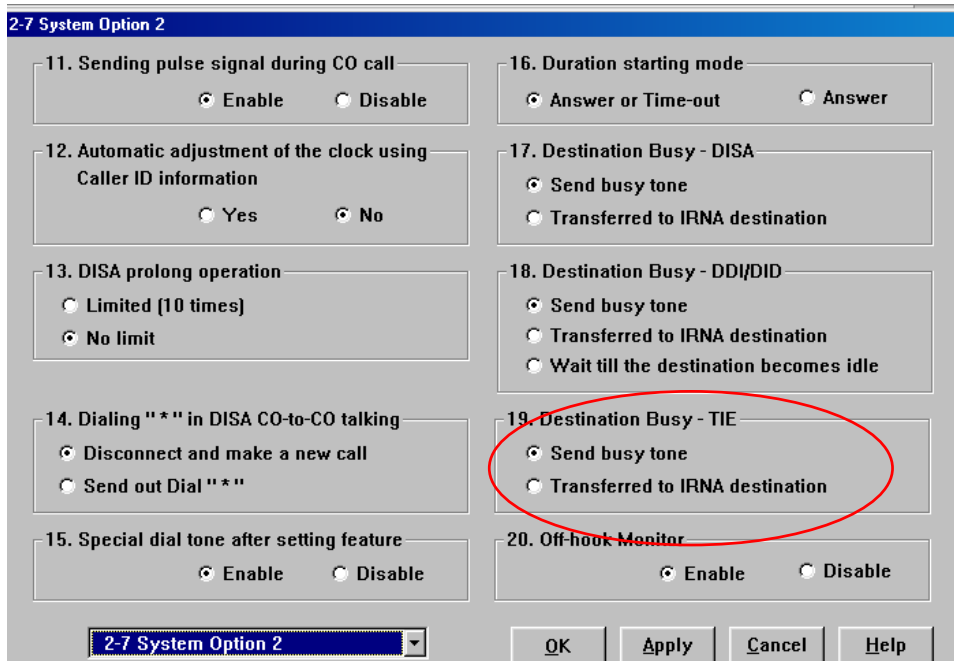 2-7 System Option 2
11. Sending pulse signal during CO call
Enable Disable
12. Automatic adjustment of the clock using
Caller ID information
Yes No
13. DISA prolong operation
Limited (10 times)
No limit
14. Dialing "*" in DISA CO-to-CO talking
Disconnect and make a new call
Send out Dial "*"
15. Special dial tone after setting feature
Enable Disable
16. Duration starting mode
Answer or Time-out Answer
17. Destination Busy - DISA
Send busy tone
Transferred to IRNA destination
18. Destination Busy - DDI/DID
Send busy tone
Transferred to IRNA destination
Wait till the destination becomes idle
19. Destination Busy - TIE
Send busy tone
Transferred to IRNA destination
20. Off-hook Monitor
Enable Disable
2-7 System Option 2
OK Apply Cancel Help